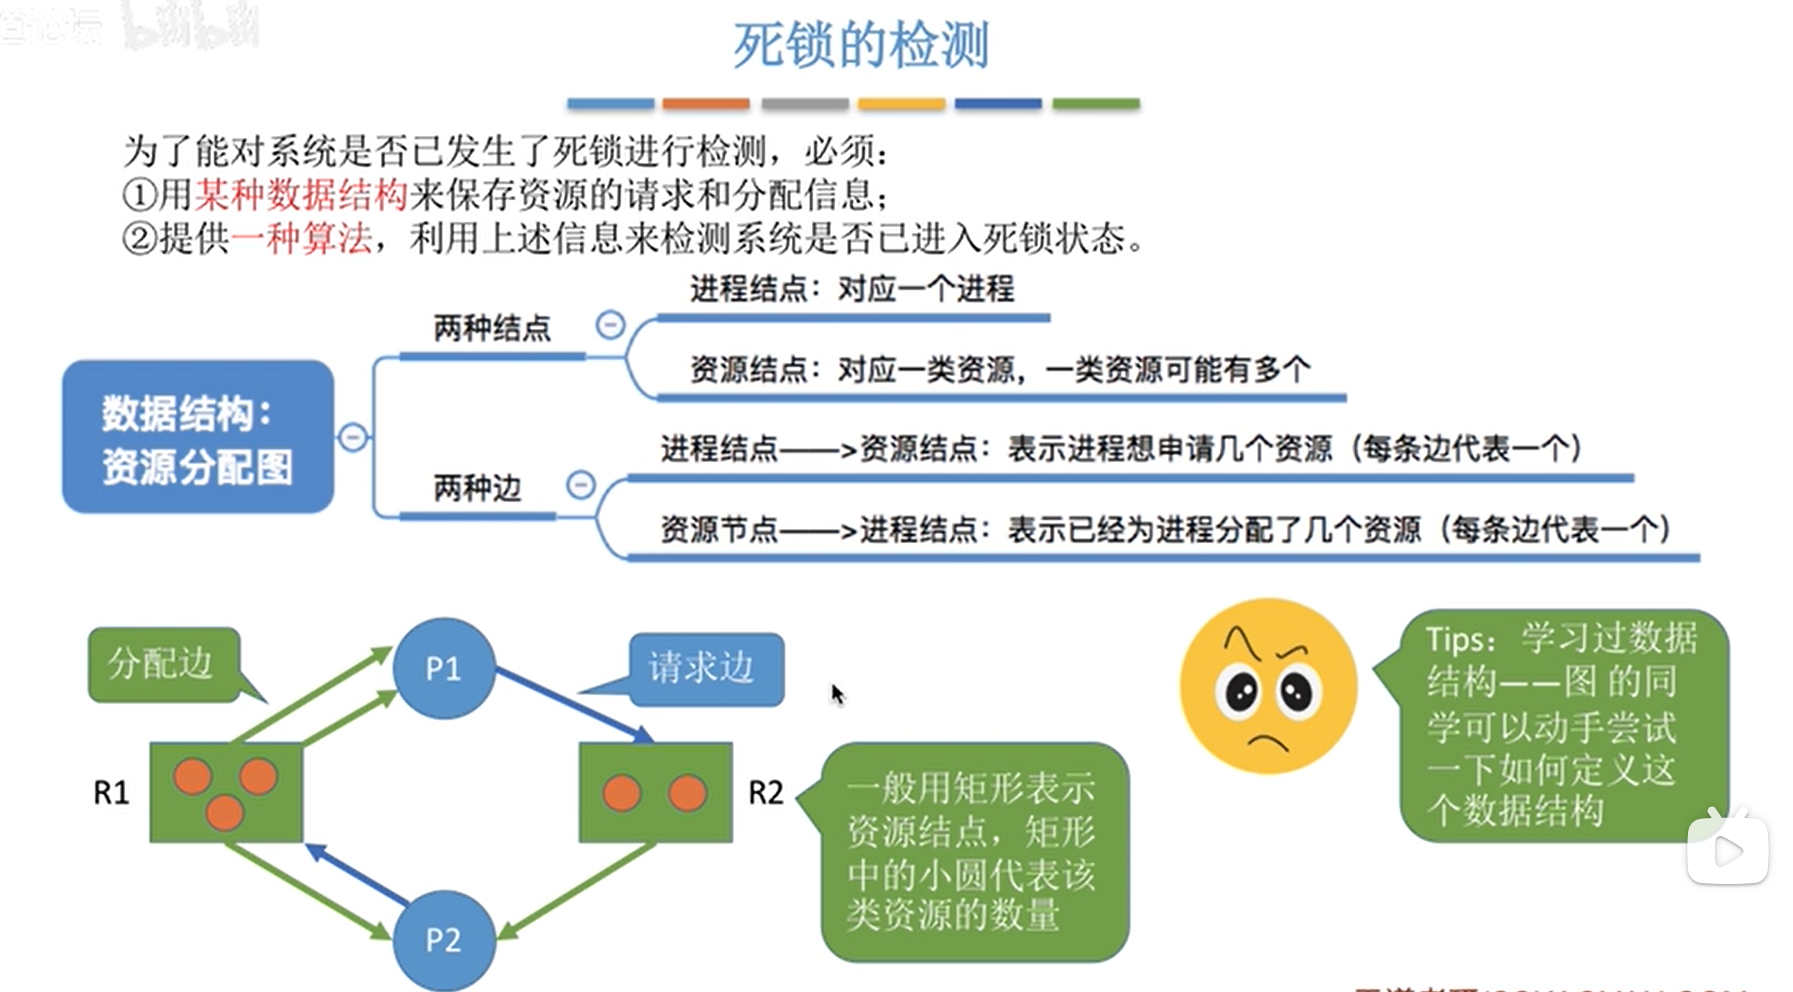 死锁的检测
为了能对系统是否已发生了死锁进行检测，必须：
①用某种数据结构来保存资源的请求和分配信息；
②提供一种算法，利用上述信息来检测系统是否已进入死锁状态。
数据结构：
资源分配图
两种结点
进程结点：对应一个进程
资源结点：对应一类资源，一类资源可能有多个
两种边
进程结点——>资源结点：表示进程想申请几个资源（每条边代表一个）
资源节点——>进程结点：表示已经为进程分配了几个资源（每条边代表一个）
分配边
P1
请求边
R1
R2
P2
一般用矩形表示
资源结点，矩形
中的小圆代表该
类资源的数量
Tips： 学习过数据
结构——图 的同
学可以动手尝试
一下如何定义这
个数据结构